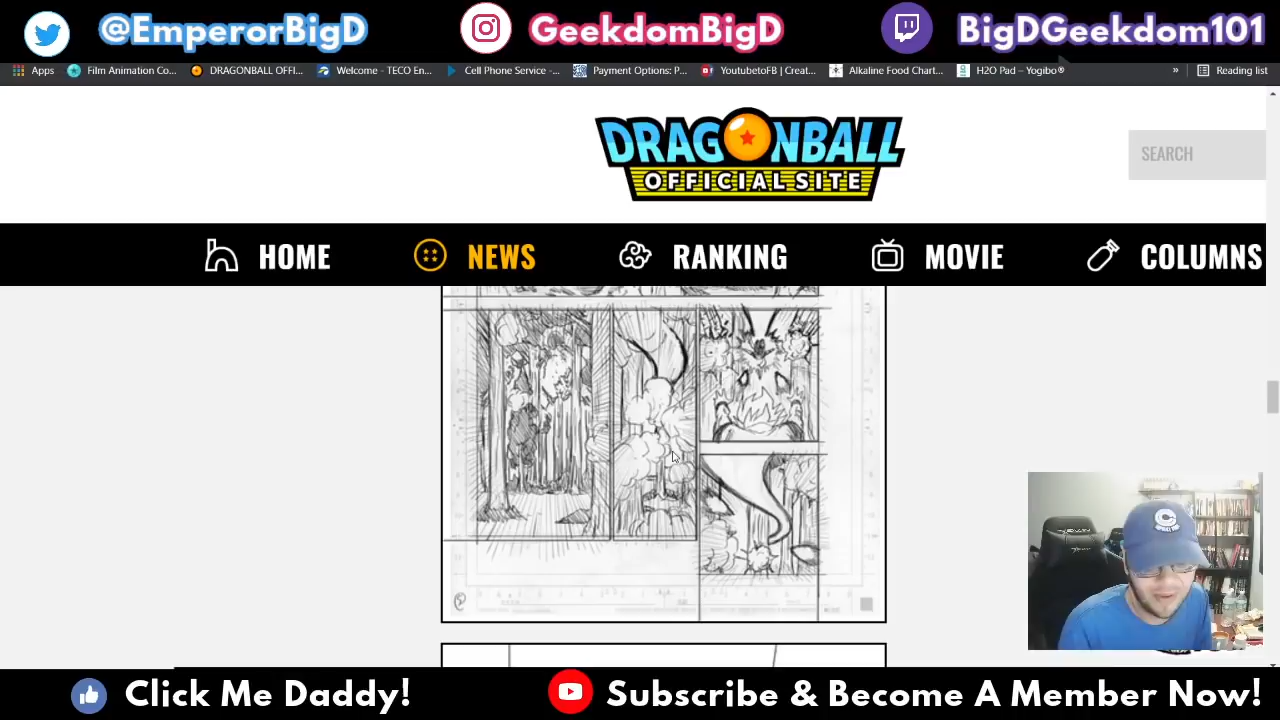 @EmperorBigD
GeekdomBigD
BigDGeekdom101
Apps
Film Animation Co...
DRAGONBALL OFFI...
Welcome - TECO En...
Cell Phone Service -...
Payment Options: P...
YoutubetoFB | Creat...
Alkaline Food Chart...
H2O Pad – Yogibo®
»
Reading list
DRAGONBALL
OFFICIAL SITE
SEARCH
HOME
NEWS
RANKING
MOVIE
COLUMNS
Click Me Daddy!
Subscribe & Become A Member Now!